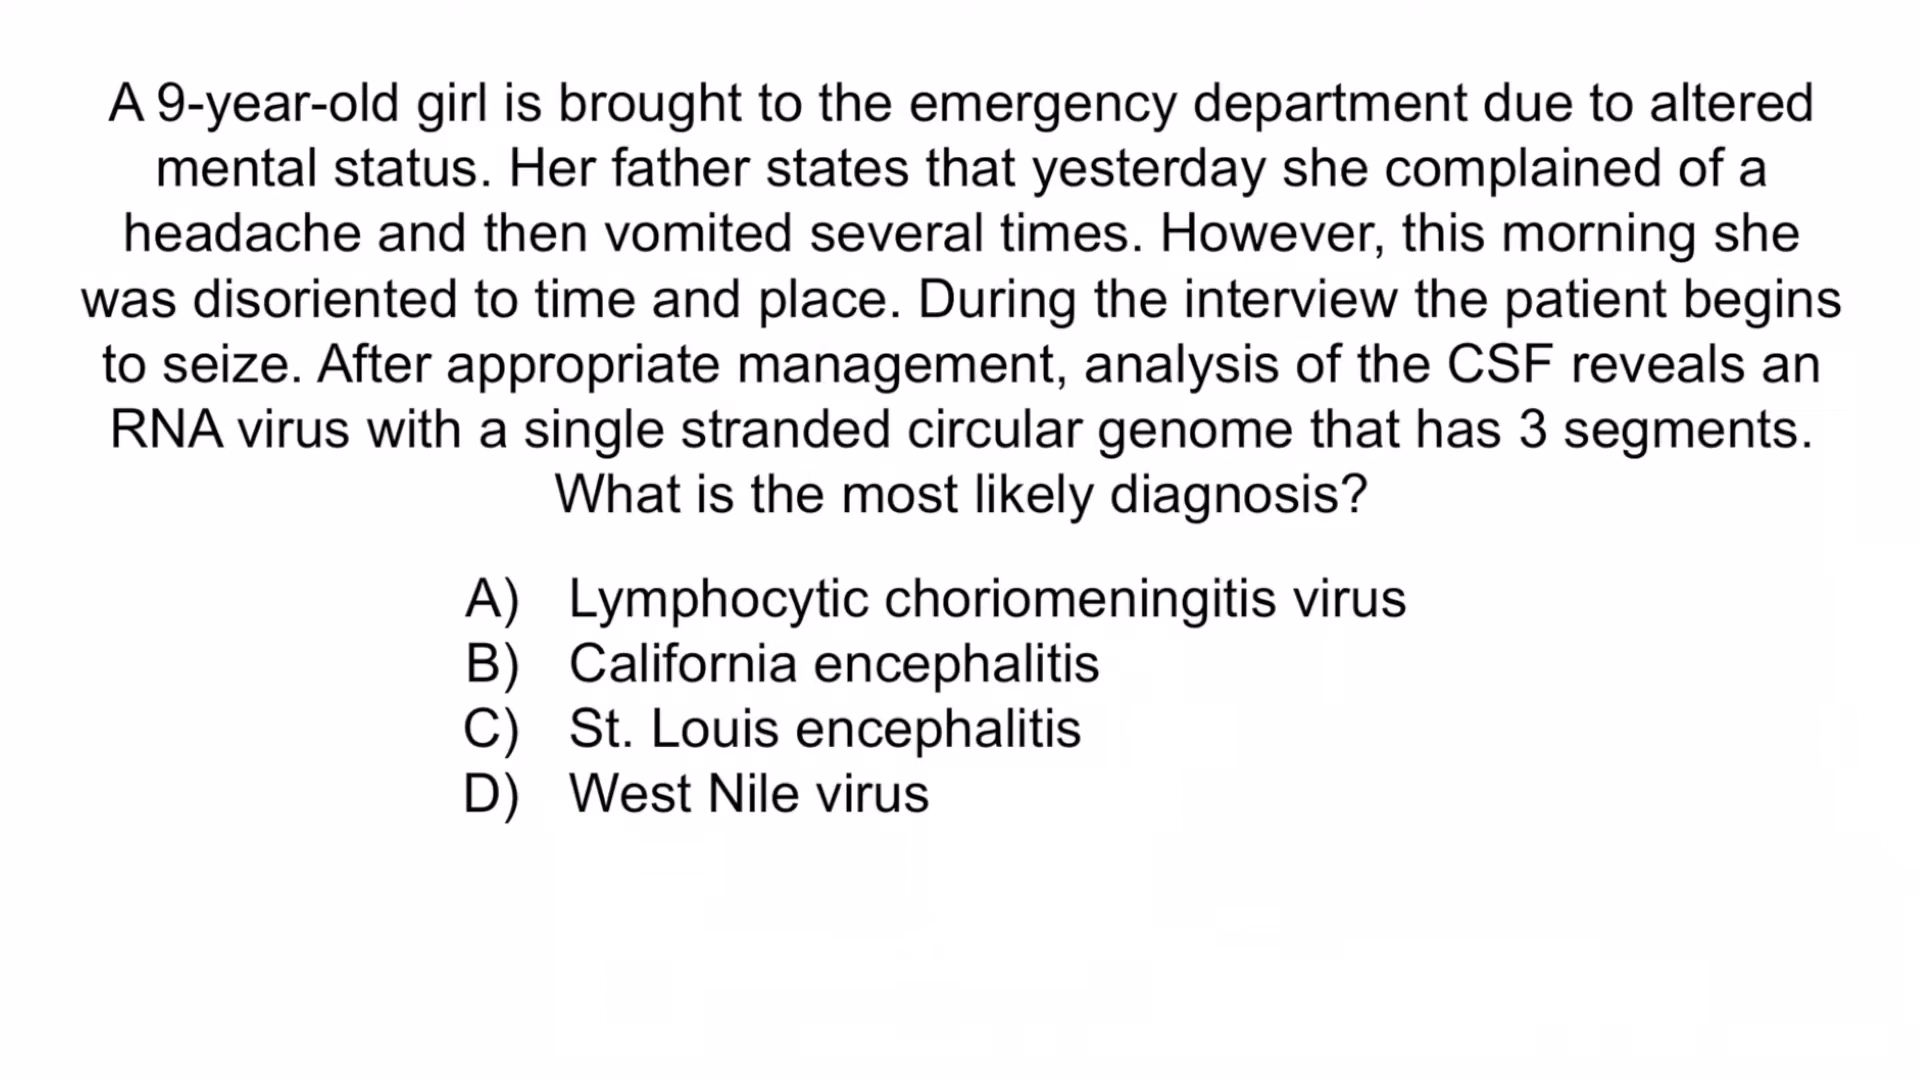 A 9-year-old girl is brought to the emergency department due to altered
mental status. Her father states that yesterday she complained of a
headache and then vomited several times. However, this morning she
was disoriented to time and place. During the interview the patient begins
to seize. After appropriate management, analysis of the CSF reveals an
RNA virus with a single stranded circular genome that has 3 segments.
What is the most likely diagnosis?
A) Lymphocytic choriomeningitis virus
B) California encephalitis
C) St. Louis encephalitis
D) West Nile virus